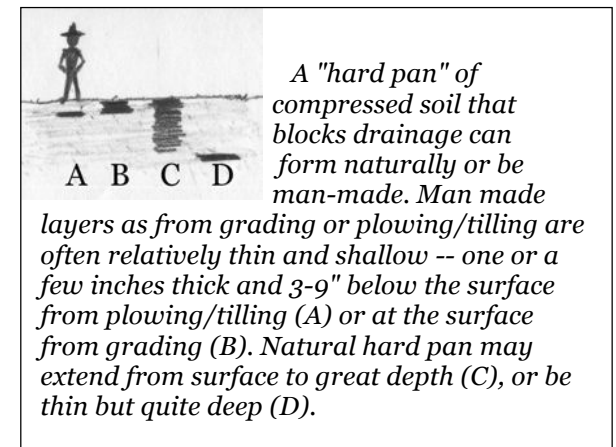 A "hard pan" of
compressed soil that
blocks drainage can
form naturally or be
man-made. Man made
A B C D
layers as from grading or plowing/tilling are
often relatively thin and shallow -- one or a
few inches thick and 3-9" below the surface
from plowing/tilling (A) or at the surface
from grading (B). Natural hard pan may
extend from surface to great depth (C), or be
thin but quite deep (D).